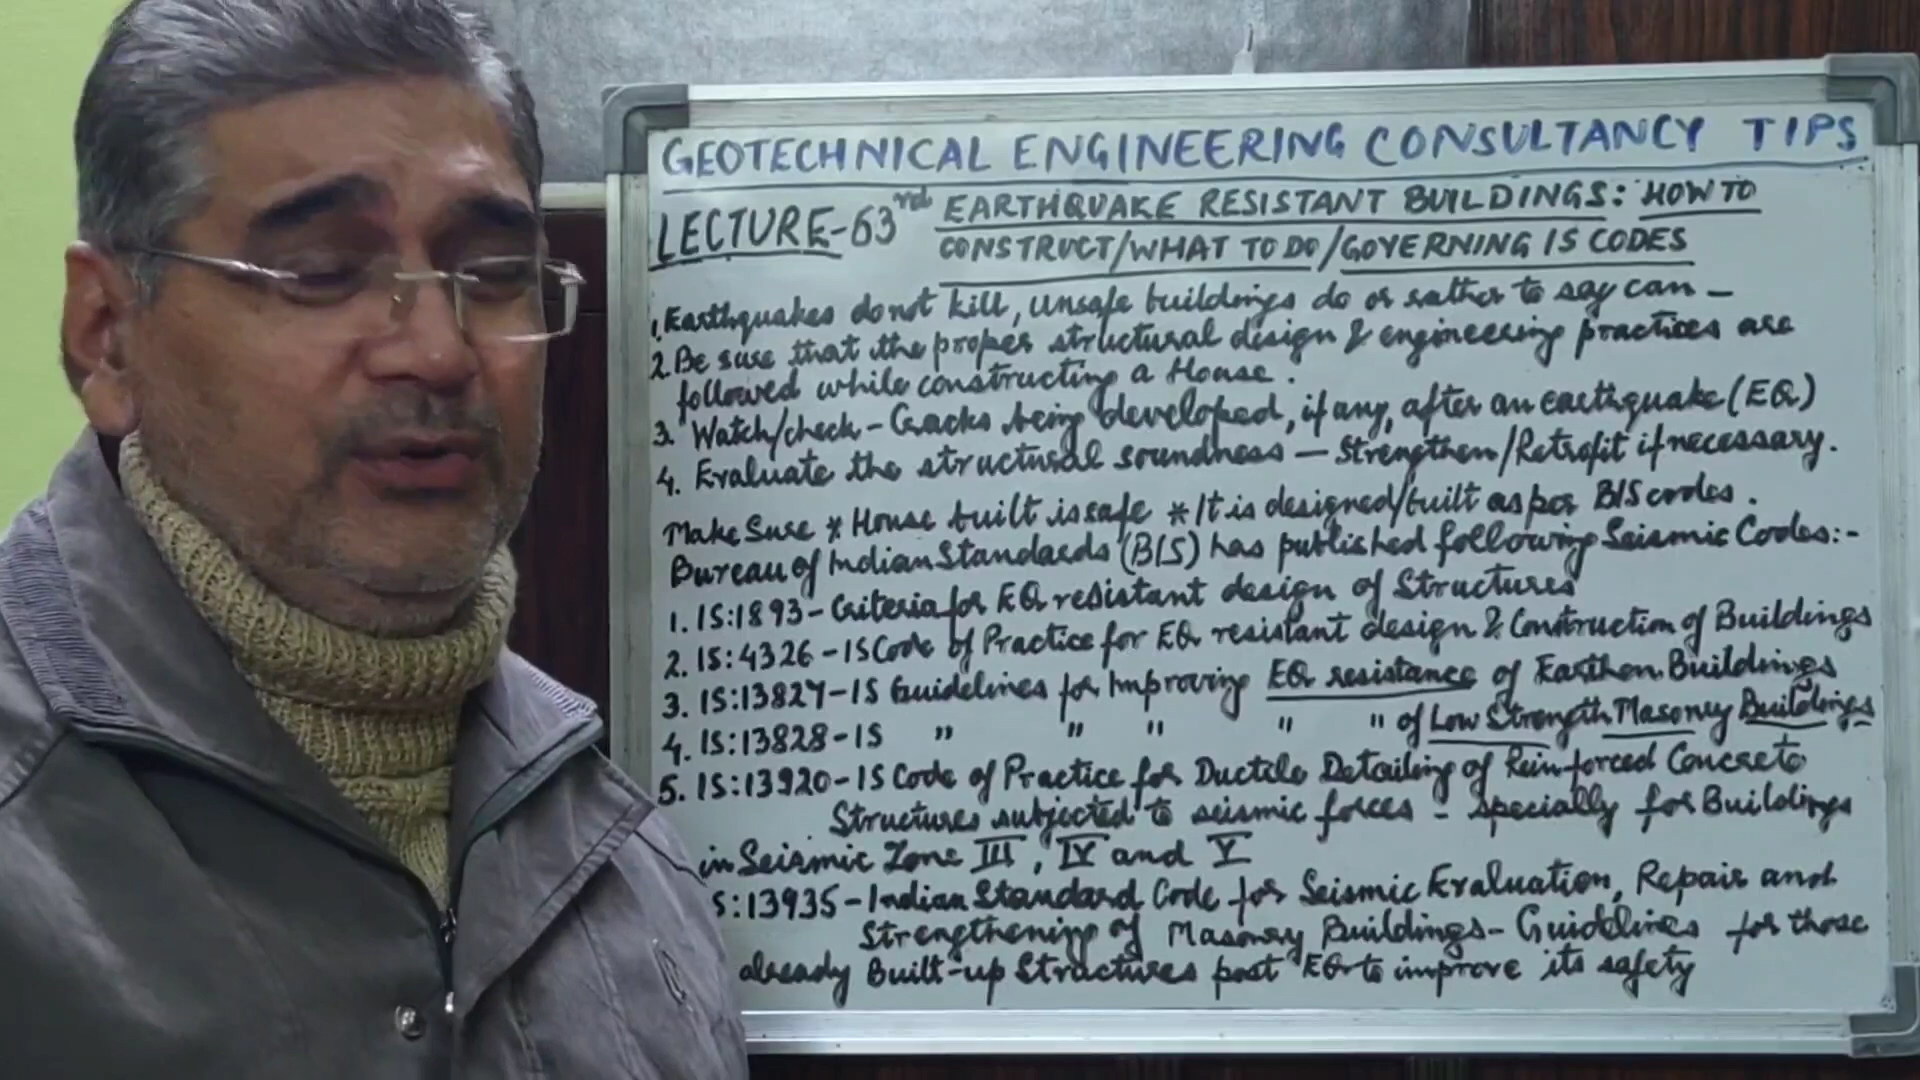 GEOTECHNICAL ENGINEERING CONSULTANCY TIPS
LECTURE-63rd EARTHQUAKE RESISTANT BUILDINGS: HOW TO
CONSTRUCT/WHAT TO DO/GOVERNING IS CODES
1. Earthquakes do not kill, unsafe buildings do or rather to say can -
2. Be sure that the proper structural design & engineering practices are
followed while constructing a House.
3. Watch/check - Cracks being developed, if any, after an earthquake (EQ)
4. Evaluate the structural soundness - Strengthen/Retrofit if necessary.
Make Sure * House built is safe * It is designed/built as per BIS codes.
Bureau of Indian Standards (BIS) has published following Seismic Codes:-
1. IS:1893 - Criteria for EQ resistant design of Structures
2. IS:4326 - IS Code of Practice for EQ resistant design & Construction of Buildings
3. IS:13827 - IS Guidelines for Improving EQ resistance of Earthen Buildings
4. IS:13828 - IS " " " " " of Low Strength Masonry Buildings
5. IS:13920 - IS Code of Practice for Ductile Detailing of Reinforced Concrete
Structures subjected to seismic forces - specially for Buildings
in Seismic Zone III, IV and V
S:13935 - Indian Standard Code for Seismic Evaluation, Repair and
Strengthening of Masonry Buildings - Guidelines for those
already Built-up Structures post EQ to improve its safety